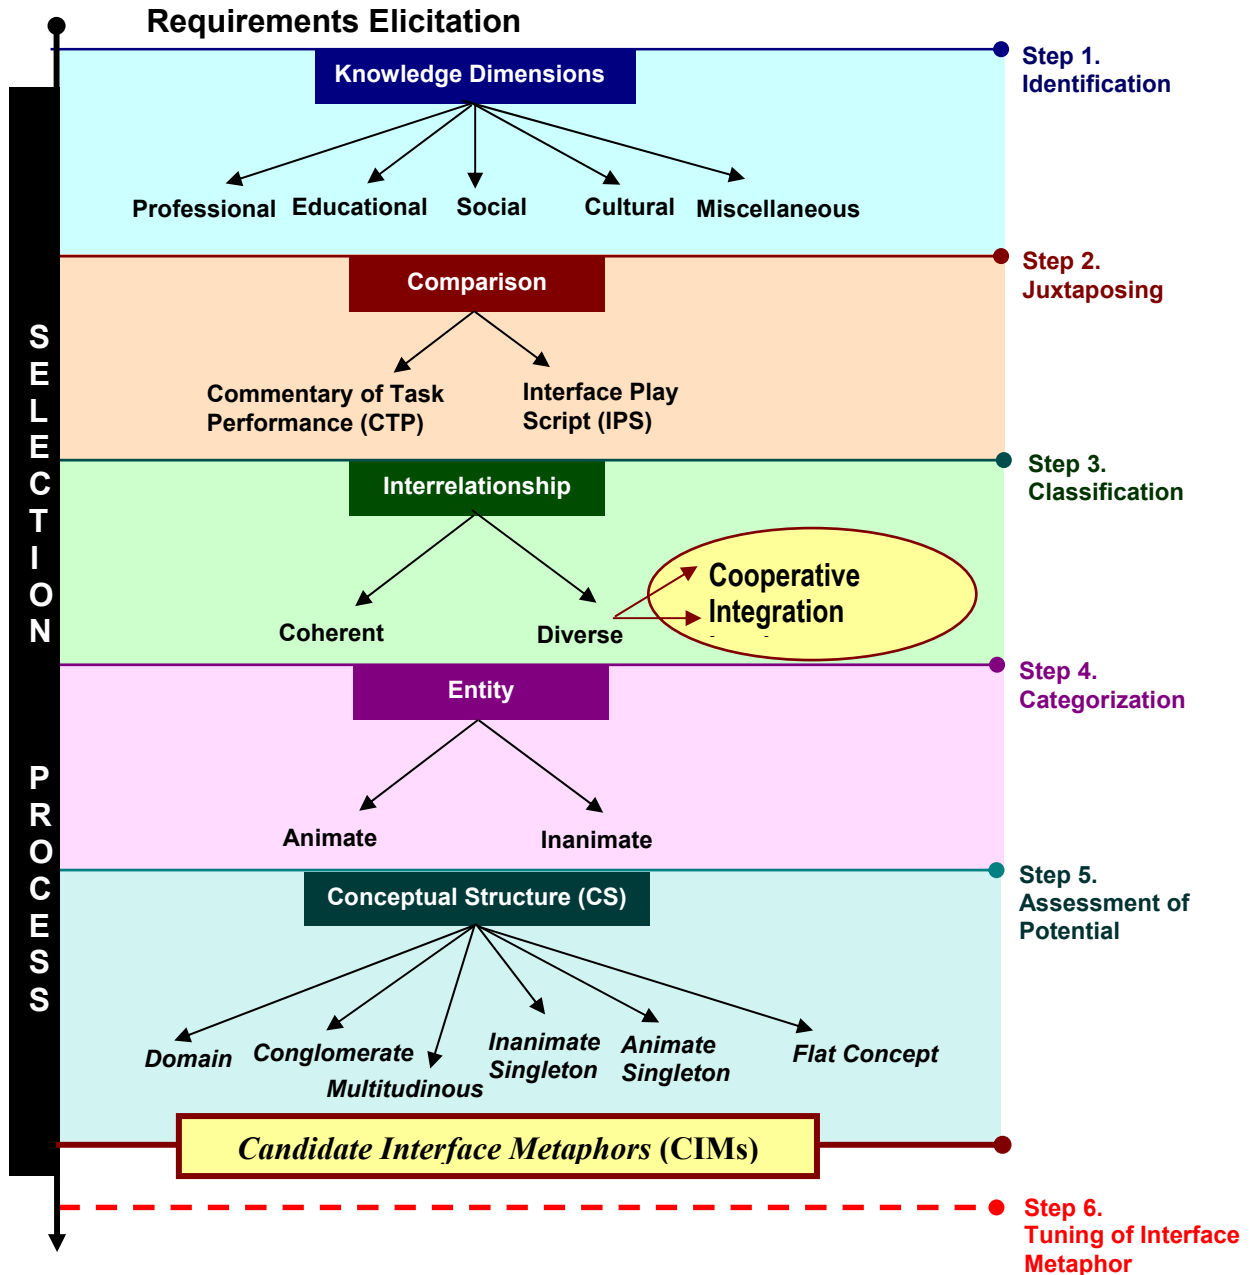 Requirements Elicitation
Knowledge Dimensions
Step 1.
Identification
Professional
Educational
Social
Cultural
Miscellaneous
Comparison
Step 2.
Juxtaposing
Commentary of Task
Performance (CTP)
Interface Play
Script (IPS)
Interrelationship
Step 3.
Classification
Coherent
Diverse
Cooperative
Integration
Entity
Step 4.
Categorization
Animate
Inanimate
Conceptual Structure (CS)
Step 5.
Assessment of
Potential
Domain
Conglomerate
Multitudinous
Inanimate
Singleton
Animate
Singleton
Flat Concept
Candidate Interface Metaphors (CIMs)
Step 6.
Tuning of Interface
Metaphor
SELECTION PROCESS